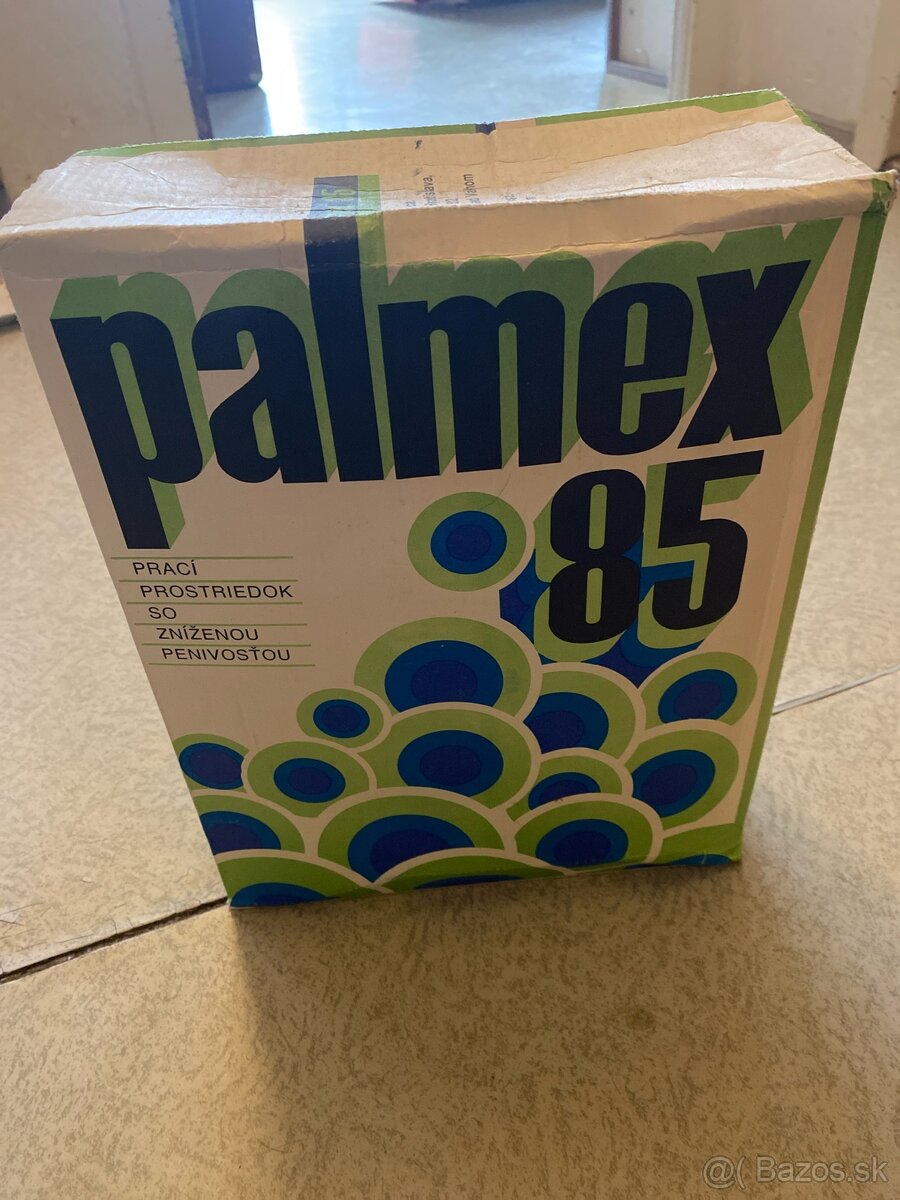 palmex
85
PRACÍ
PROSTRIEDOK
SO
ZNÍŽENOU
PENIVOSŤOU
@( Bazos.sk